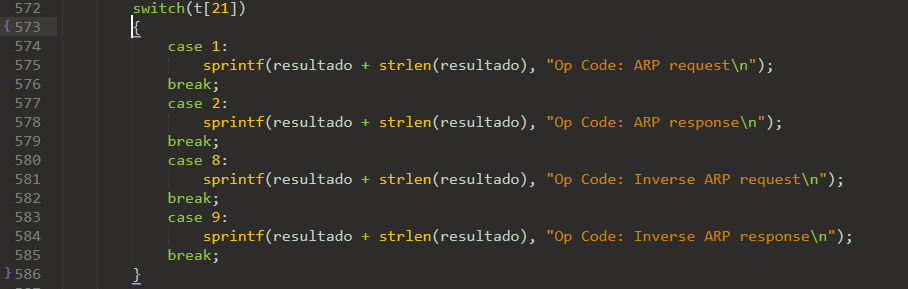 572 switch(t[21])
{ 573 {
574 case 1:
575 sprintf(resultado + strlen(resultado), "Op Code: ARP request\n");
576 break;
577 case 2:
578 sprintf(resultado + strlen(resultado), "Op Code: ARP response\n");
579 break;
580 case 8:
581 sprintf(resultado + strlen(resultado), "Op Code: Inverse ARP request\n");
582 break;
583 case 9:
584 sprintf(resultado + strlen(resultado), "Op Code: Inverse ARP response\n");
585 break;
} 586 }